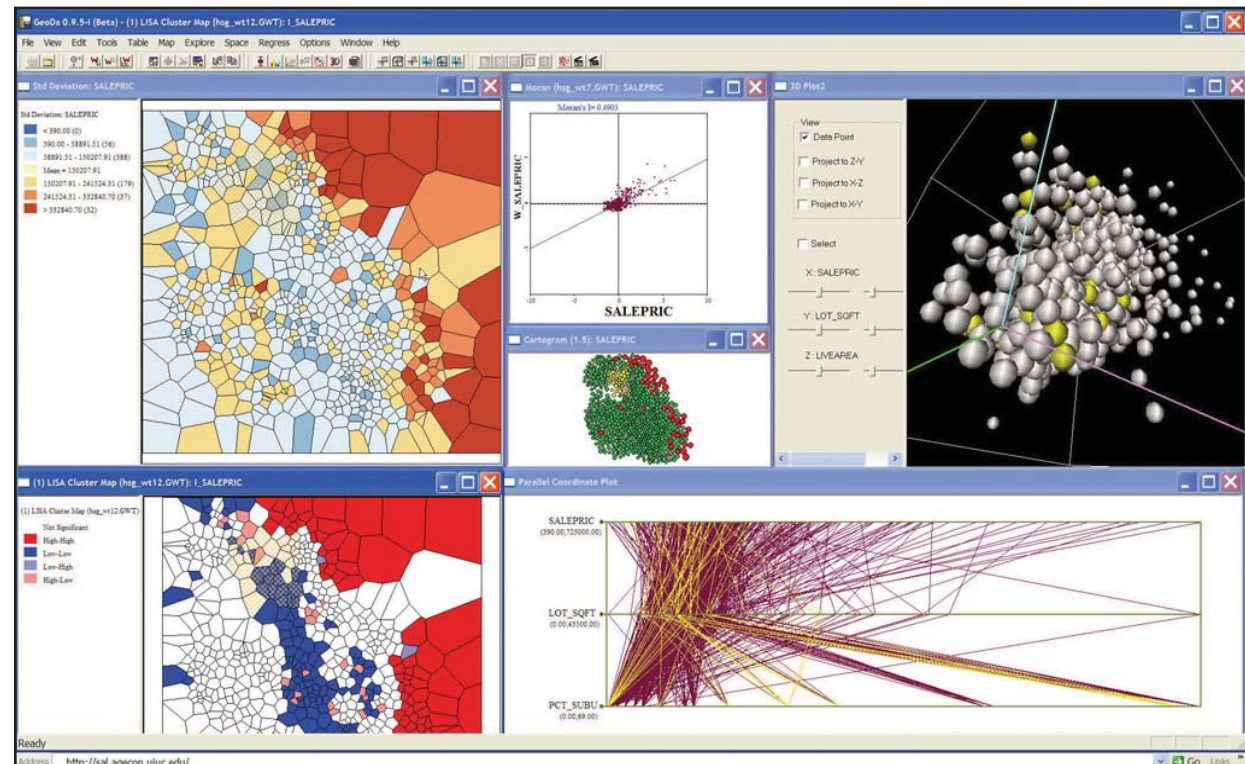 GeoDa 0.9.5-i (Beta) - (1) LISA Cluster Map (hsg_wt12.GWT): I_SALEPRIC
File View Edit Tools Table Map Explore Space Regress Options Window Help
3D
Std Deviation: SALEPRIC
Std Deviation: SALEPRIC
< 390.00 (0)
390.00 - 58891.51 (56)
58891.51 - 150207.91 (388)
Mean = 150207.91
150207.91 - 241524.31 (179)
241524.31 - 332840.70 (37)
> 332840.70 (32)
Moran (hsg_wt7.GWT): SALEPRIC
Moran's I= 0.4903
W_SALEPRIC
-10 -5 0 5 10
SALEPRIC
Cartogram (1.5): SALEPRIC
3D Plot2
View
Data Point
Project to Z-Y
Project to X-Z
Project to X-Y
Select
X: SALEPRIC
Y: LOT_SQFT
Z: LIVEAREA
(1) LISA Cluster Map (hsg_wt12.GWT): I_SALEPRIC
(1) LISA Cluster Map (hsg_wt12.GWT)
Not Significant
High-High
Low-Low
Low-High
High-Low
Parallel Coordinate Plot
SALEPRIC
(390.00,725000.00)
LOT_SQFT
(0.00,43500.00)
PCT_SUBU
(0.00,69.00)
Ready
Address http://sal.agecon.uiuc.edu/
Go Links